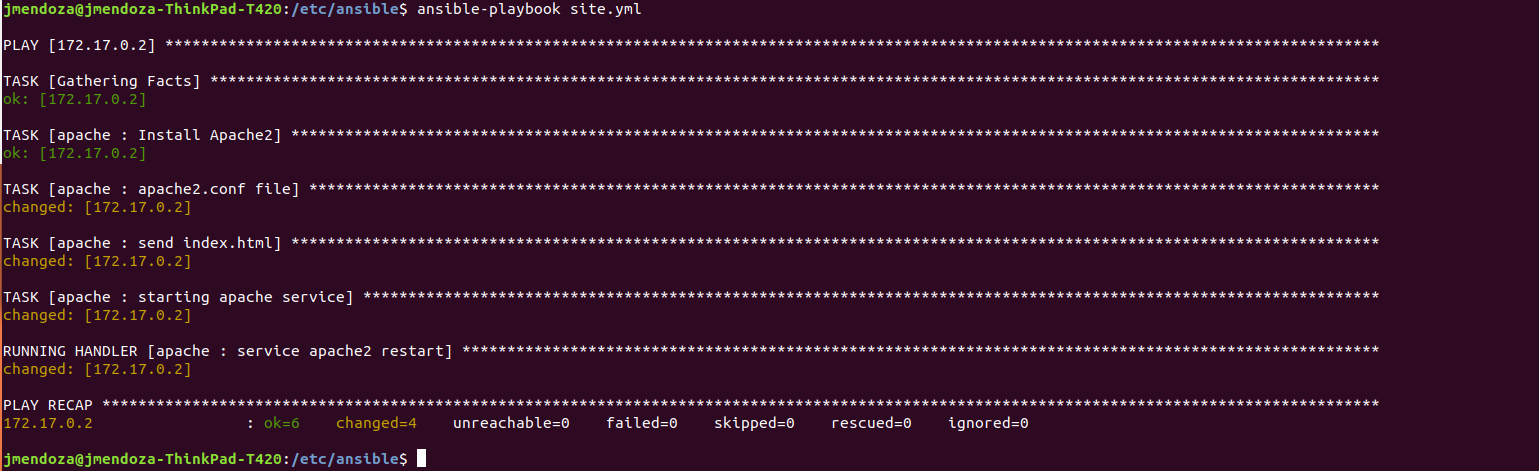 jmendoza@jmendoza-ThinkPad-T420:/etc/ansible$ ansible-playbook site.yml
PLAY [172.17.0.2] ***************************************************************************************************************************************
TASK [Gathering Facts] **********************************************************************************************************************************
ok: [172.17.0.2]
TASK [apache : Install Apache2] *************************************************************************************************************************
ok: [172.17.0.2]
TASK [apache : apache2.conf file] ***********************************************************************************************************************
changed: [172.17.0.2]
TASK [apache : send index.html] *************************************************************************************************************************
changed: [172.17.0.2]
TASK [apache : starting apache service] *****************************************************************************************************************
changed: [172.17.0.2]
RUNNING HANDLER [apache : service apache2 restart] ******************************************************************************************************
changed: [172.17.0.2]
PLAY RECAP **********************************************************************************************************************************************
172.17.0.2                 : ok=6    changed=4    unreachable=0    failed=0    skipped=0    rescued=0    ignored=0
jmendoza@jmendoza-ThinkPad-T420:/etc/ansible$